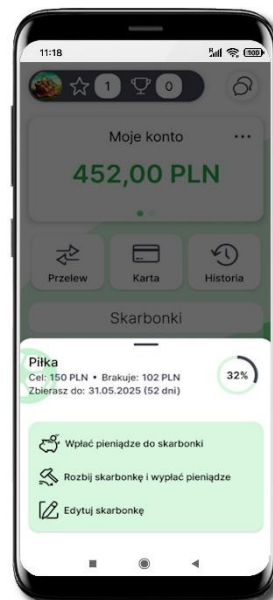 11:18
100
1 0
Moje konto
452,00 PLN
Przelew Karta Historia
Skarbonki
Piłka
Cel: 150 PLN • Brakuje: 102 PLN
Zbierasz do: 31.05.2025 (52 dni)
32%
Wpłać pieniądze do skarbonki
Rozbij skarbonkę i wypłać pieniądze
Edytuj skarbonkę